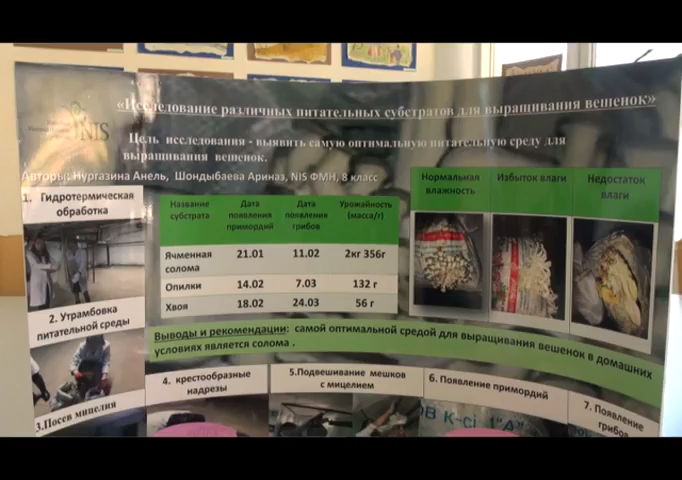 «Исследование различных питательных субстратов для выращивания вешенок»
NIS
Цель исследования - выявить самую оптимальную питательную среду для
выращивания вешенок.
Авторы: Нургазина Анель, Шондыбаева Ариназ, NIS ФМН, 8 класс
1. Гидротермическая
обработка
2. Утрамбовка
питательной среды
3.Посев мицелия
Название
субстрата
Дата
появления
примордий
Дата
появления
грибов
Урожайность
(масса/г)
Ячменная
солома
21.01
11.02
2кг 356г
Опилки
14.02
7.03
132 г
Хвоя
18.02
24.03
56 г
Нормальная
влажность
Избыток влаги
Недостаток
влаги
Выводы и рекомендации: самой оптимальной средой для выращивания вешенок в домашних
условиях является солома .
4. крестообразные
надрезы
5.Подвешивание мешков
с мицелием
6. Появление примордий
7. Появление
грибов
ОВ К-сі "А"